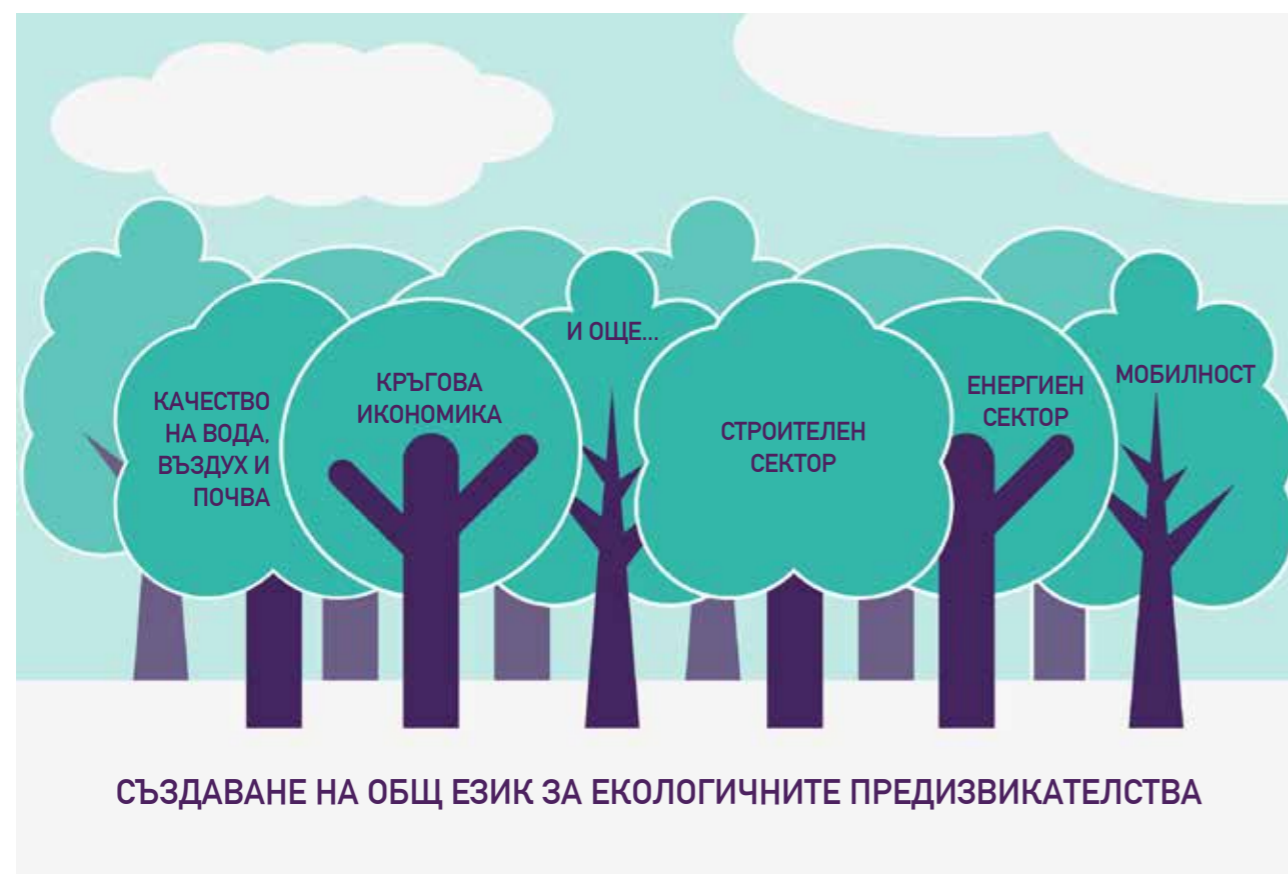 КАЧЕСТВО
НА ВОДА,
ВЪЗДУХ И
ПОЧВА
КРЪГОВА
ИКОНОМИКА
И ОЩЕ...
СТРОИТЕЛЕН
СЕКТОР
ЕНЕРГИЕН
СЕКТОР
МОБИЛНОСТ
СЪЗДАВАНЕ НА ОБЩ ЕЗИК ЗА ЕКОЛОГИЧНИТЕ ПРЕДИЗВИКАТЕЛСТВА